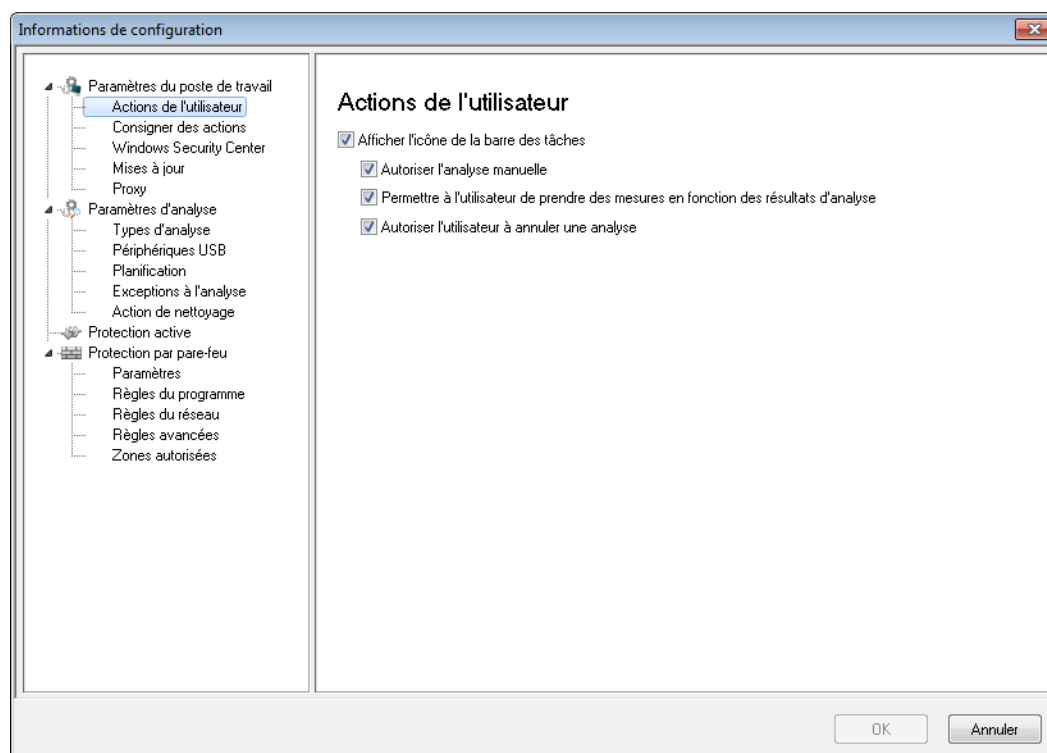 Informations de configuration
Paramètres du poste de travail
Actions de l'utilisateur
Consigner des actions
Windows Security Center
Mises à jour
Proxy
Paramètres d'analyse
Types d'analyse
Périphériques USB
Planification
Exceptions à l'analyse
Action de nettoyage
Protection active
Protection par pare-feu
Paramètres
Règles du programme
Règles du réseau
Règles avancées
Zones autorisées
Actions de l'utilisateur
Afficher l'icône de la barre des tâches
Autoriser l'analyse manuelle
Permettre à l'utilisateur de prendre des mesures en fonction des résultats d'analyse
Autoriser l'utilisateur à annuler une analyse
OK
Annuler